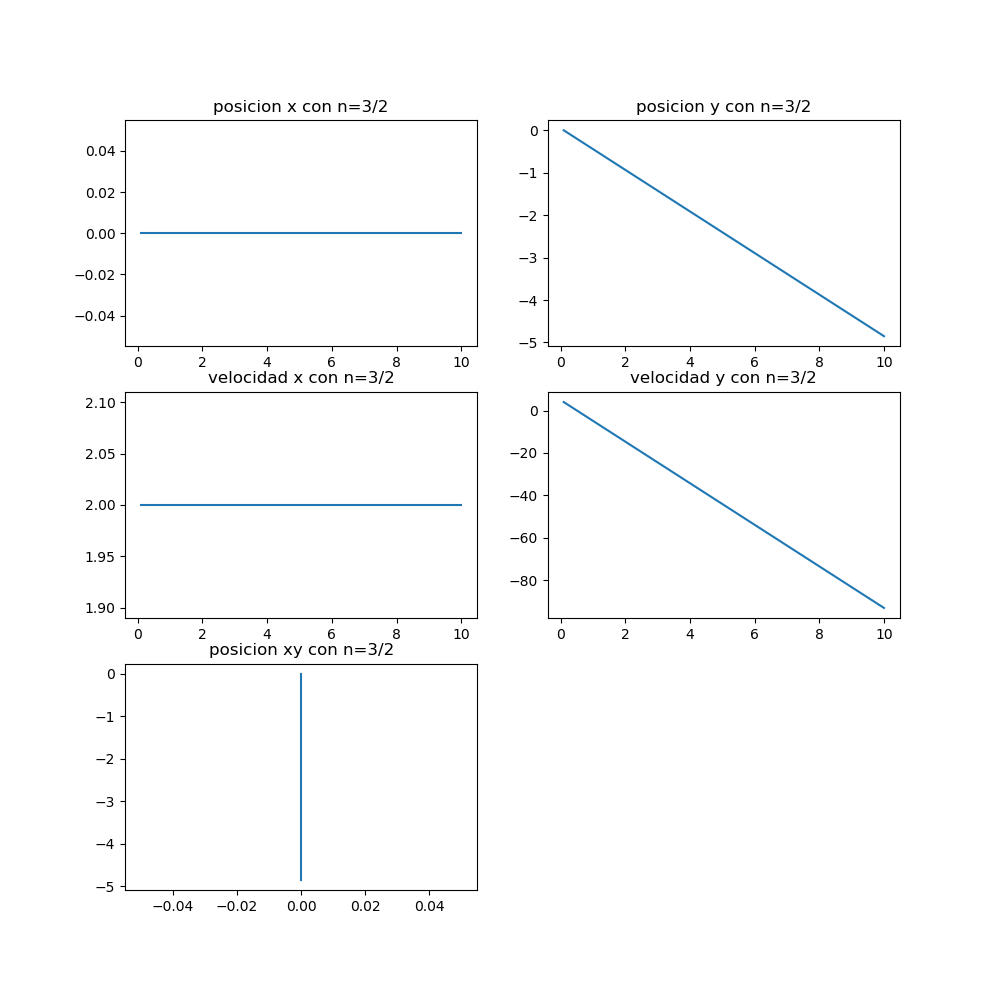 posicion x con n=3/2
0.04
0.02
0.00
−0.02
−0.04
0 2 4 6 8 10
posicion y con n=3/2
0
−1
−2
−3
−4
−5
0 2 4 6 8 10
velocidad x con n=3/2
2.10
2.05
2.00
1.95
1.90
0 2 4 6 8 10
velocidad y con n=3/2
0
−20
−40
−60
−80
0 2 4 6 8 10
posicion xy con n=3/2
0
−1
−2
−3
−4
−5
−0.04 −0.02 0.00 0.02 0.04